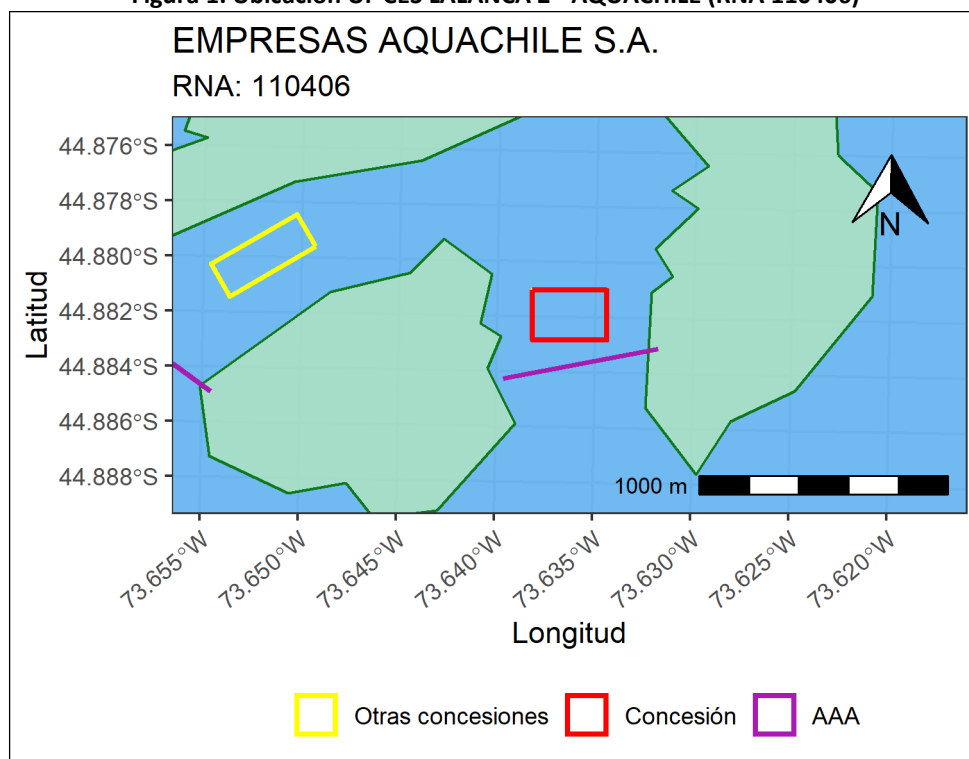 EMPRESAS AQUACHILE S.A.
RNA: 110406
44.876°S
44.878°S
44.880°S
44.882°S
44.884°S
44.886°S
44.888°S
Latitud
N
1000 m
73.655°W
73.650°W
73.645°W
73.640°W
73.635°W
73.630°W
73.625°W
73.620°W
Longitud
Otras concesiones
Concesión
AAA